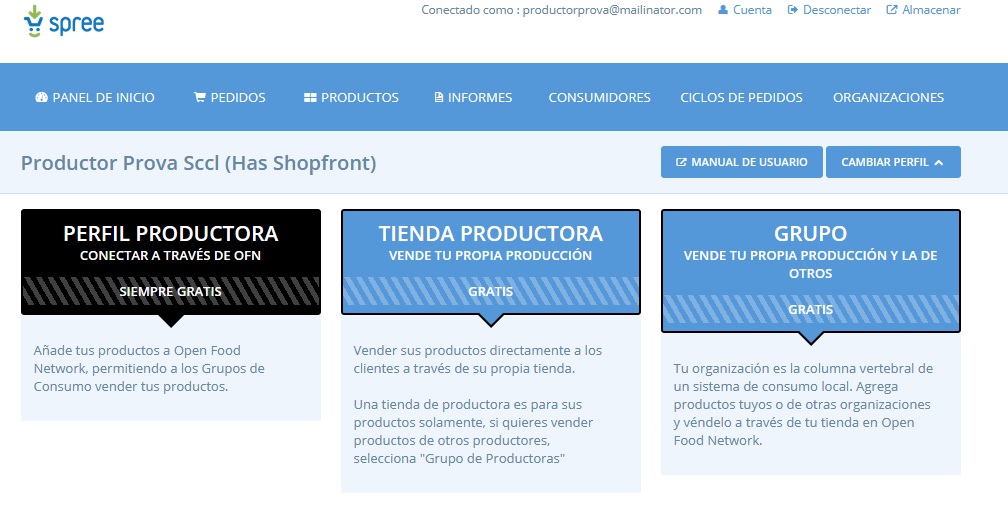 spree
Conectado como : productorprova@mailinator.com Cuenta Desconectar Almacenar
PANEL DE INICIO PEDIDOS PRODUCTOS INFORMES CONSUMIDORES CICLOS DE PEDIDOS ORGANIZACIONES
Productor Prova Sccl (Has Shopfront)
MANUAL DE USUARIO CAMBIAR PERFIL
PERFIL PRODUCTORA
CONECTAR A TRAVÉS DE OFN
SIEMPRE GRATIS
Añade tus productos a Open Food
Network, permitiendo a los Grupos de
Consumo vender tus productos.
TIENDA PRODUCTORA
VENDE TU PROPIA PRODUCCIÓN
GRATIS
Vender sus productos directamente a los
clientes a través de su propia tienda.
Una tienda de productora es para sus
productos solamente, si quieres vender
productos de otros productores,
selecciona "Grupo de Productoras"
GRUPO
VENDE TU PROPIA PRODUCCIÓN Y LA DE
OTROS
GRATIS
Tu organización es la columna vertebral de
un sistema de consumo local. Agrega
productos tuyos o de otras organizaciones
y véndelo a través de tu tienda en Open
Food Network.